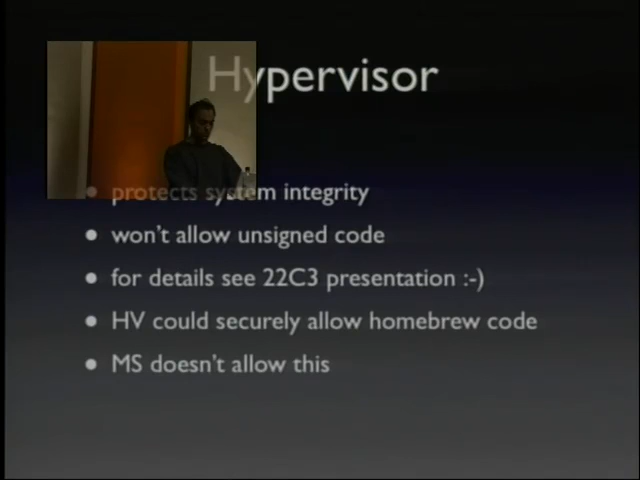 Hypervisor
protects system integrity
won't allow unsigned code
for details see 22C3 presentation :-)
HV could securely allow homebrew code
MS doesn't allow this